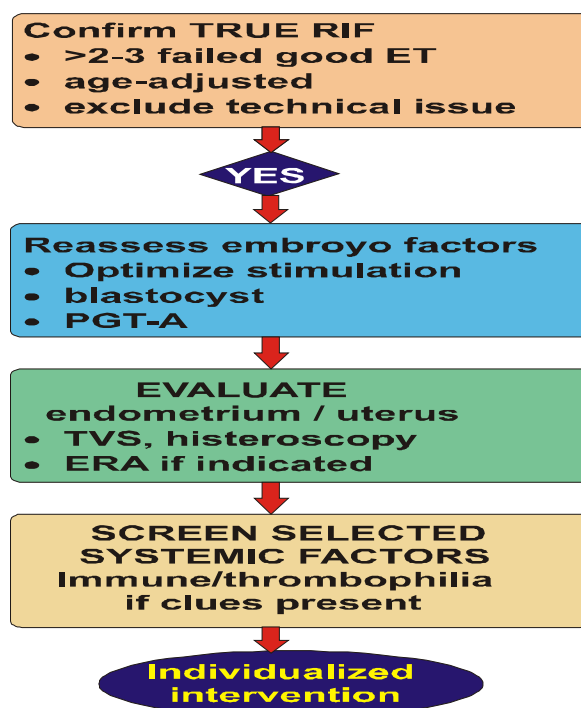 Confirm TRUE RIF
• >2-3 failed good ET
• age-adjusted
• exclude technical issue
YES
Reassess embroyo factors
• Optimize stimulation
• blastocyst
• PGT-A
EVALUATE
endometrium / uterus
• TVS, histeroscopy
• ERA if indicated
SCREEN SELECTED
SYSTEMIC FACTORS
Immune/thrombophilia
if clues present
Individualized
intervention